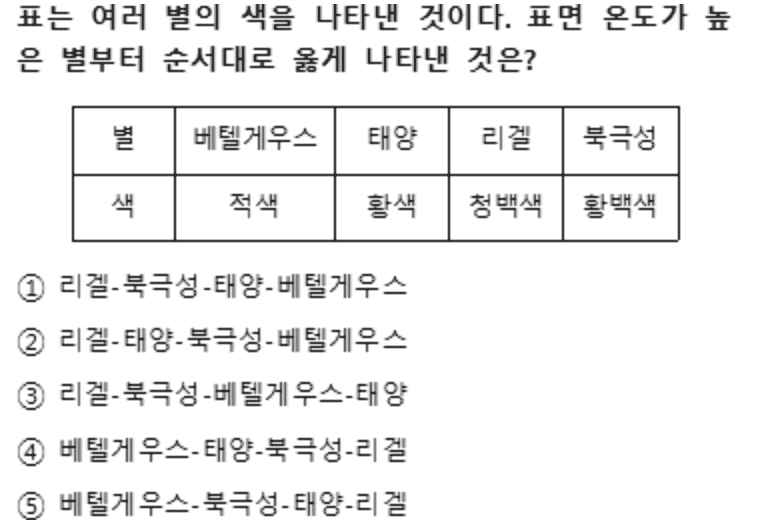 표는 여러 별의 색을 나타낸 것이다. 표면 온도가 높
은 별부터 순서대로 옳게 나타낸 것은?
별 베텔게우스 태양 리겔 북극성
색 적색 황색 청백색 황백색
① 리겔-북극성-태양-베텔게우스
② 리겔-태양-북극성-베텔게우스
③ 리겔-북극성-베텔게우스-태양
④ 베텔게우스-태양-북극성-리겔
⑤ 베텔게우스-북극성-태양-리겔